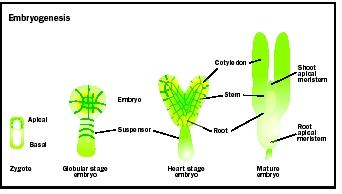 Embryogenesis
Cotyledon
Shoot
apical
meristem
Embryo
Stem
Apical
Suspensor
Root
Root
apical
meristem
Basal
Zygote
Globular stage
embryo
Heart stage
embryo
Mature
embryo